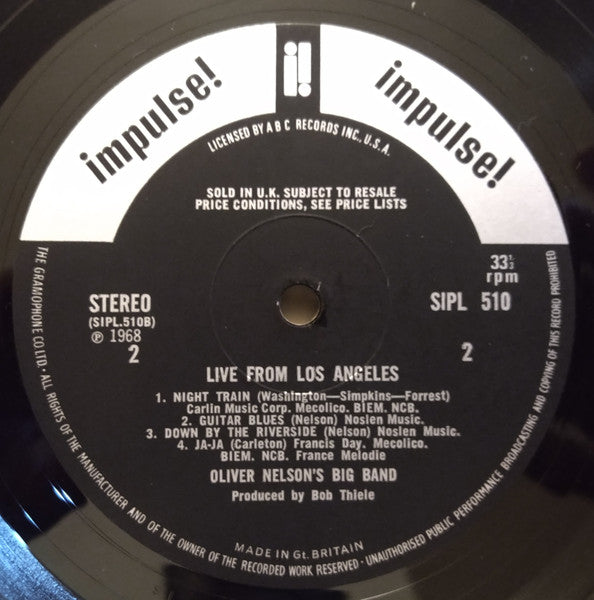 impulse!
i!
impulse!
LICENSED BY A B C RECORDS INC., U.S.A.
SOLD IN U.K. SUBJECT TO RESALE
PRICE CONDITIONS, SEE PRICE LISTS
33⅓
rpm
STEREO
SIPL 510
(SIPL.510B)
℗ 1968
2
2
LIVE FROM LOS ANGELES
1. NIGHT TRAIN (Washington—Simpkins—Forrest)
Carlin Music Corp. Mecolico. BIEM. NCB.
2. GUITAR BLUES (Nelson) Noslen Music.
3. DOWN BY THE RIVERSIDE (Nelson) Noslen Music.
4. JA-JA (Carleton) Francis Day. Mecolico.
BIEM. NCB. France Melodie
OLIVER NELSON'S BIG BAND
Produced by Bob Thiele
MADE IN Gt. BRITAIN
THE GRAMOPHONE CO. LTD. · ALL RIGHTS OF THE MANUFACTURER AND OF THE OWNER OF THE RECORDED WORK RESERVED · UNAUTHORISED PUBLIC PERFORMANCE BROADCASTING AND COPYING OF THIS RECORD PROHIBITED